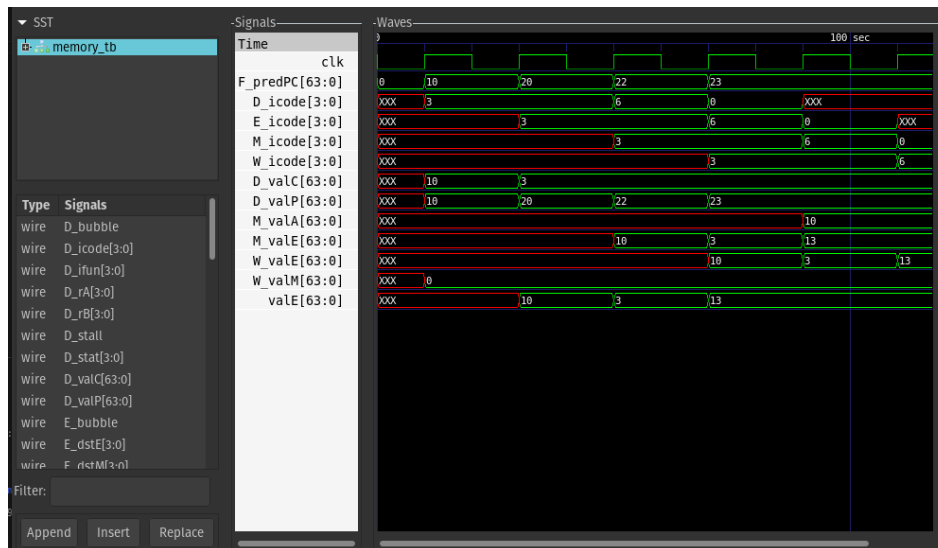 SST
memory_tb
Type Signals
wire D_bubble
wire D_icode[3:0]
wire D_ifun[3:0]
wire D_rA[3:0]
wire D_rB[3:0]
wire D_stall
wire D_stat[3:0]
wire D_valC[63:0]
wire D_valP[63:0]
wire E_bubble
wire E_dstE[3:0]
wire E_dstM[3:0]
Filter:
Append Insert Replace
Signals
Time
clk
F_predPC[63:0]
D_icode[3:0]
E_icode[3:0]
M_icode[3:0]
W_icode[3:0]
D_valC[63:0]
D_valP[63:0]
M_valA[63:0]
M_valE[63:0]
W_valE[63:0]
W_valM[63:0]
valE[63:0]
Waves
0 100 sec
0 10 20 22 23
XXX 3 6 0 XXX
XXX 3 6 0 XXX
XXX 3 6 0
XXX 3 6
XXX 10 3
XXX 10 20 22 23
XXX 10
XXX 10 3 13
XXX 10 3 13
XXX 0
XXX 10 3 13